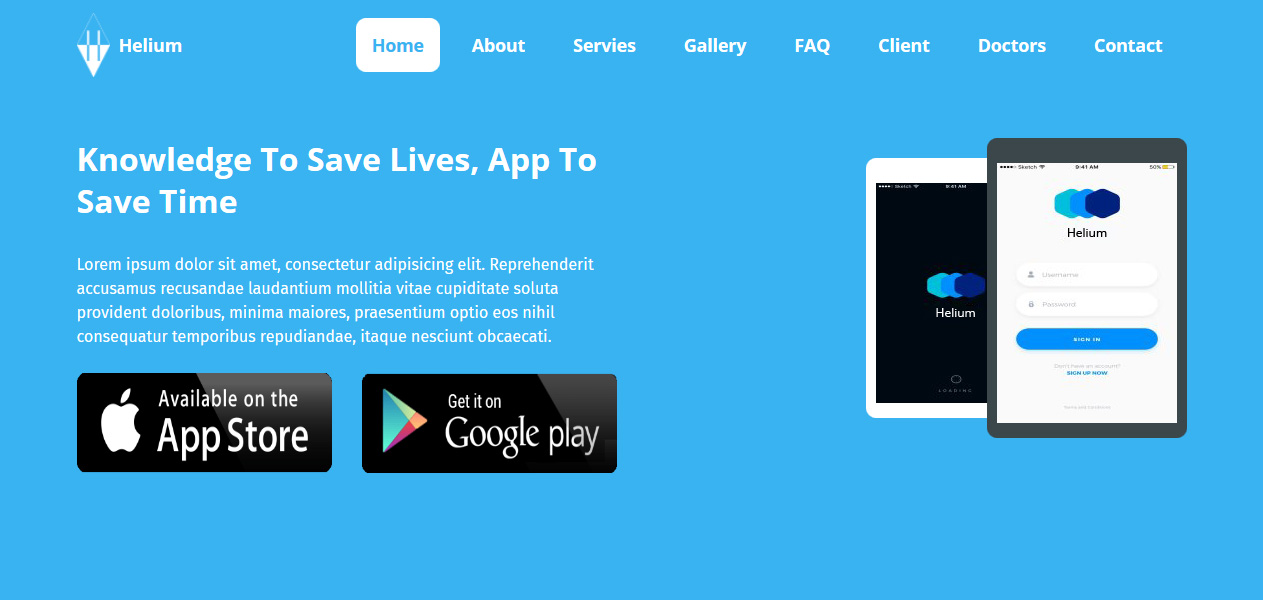 Helium
Home About Servies Gallery FAQ Client Doctors Contact
Knowledge To Save Lives, App To
Save Time
Lorem ipsum dolor sit amet, consectetur adipisicing elit. Reprehenderit
accusamus recusandae laudantium mollitia vitae cupiditate soluta
provident doloribus, minima maiores, praesentium optio eos nihil
consequatur temporibus repudiandae, itaque nesciunt obcaecati.
Available on the
App Store
Get it on
Google play
Sketch 9:41 AM
Helium
LOADING
Sketch 9:41 AM 50%
Helium
Username
Password
SIGN IN
Don't have an account?
SIGN UP NOW
Terms and Conditions